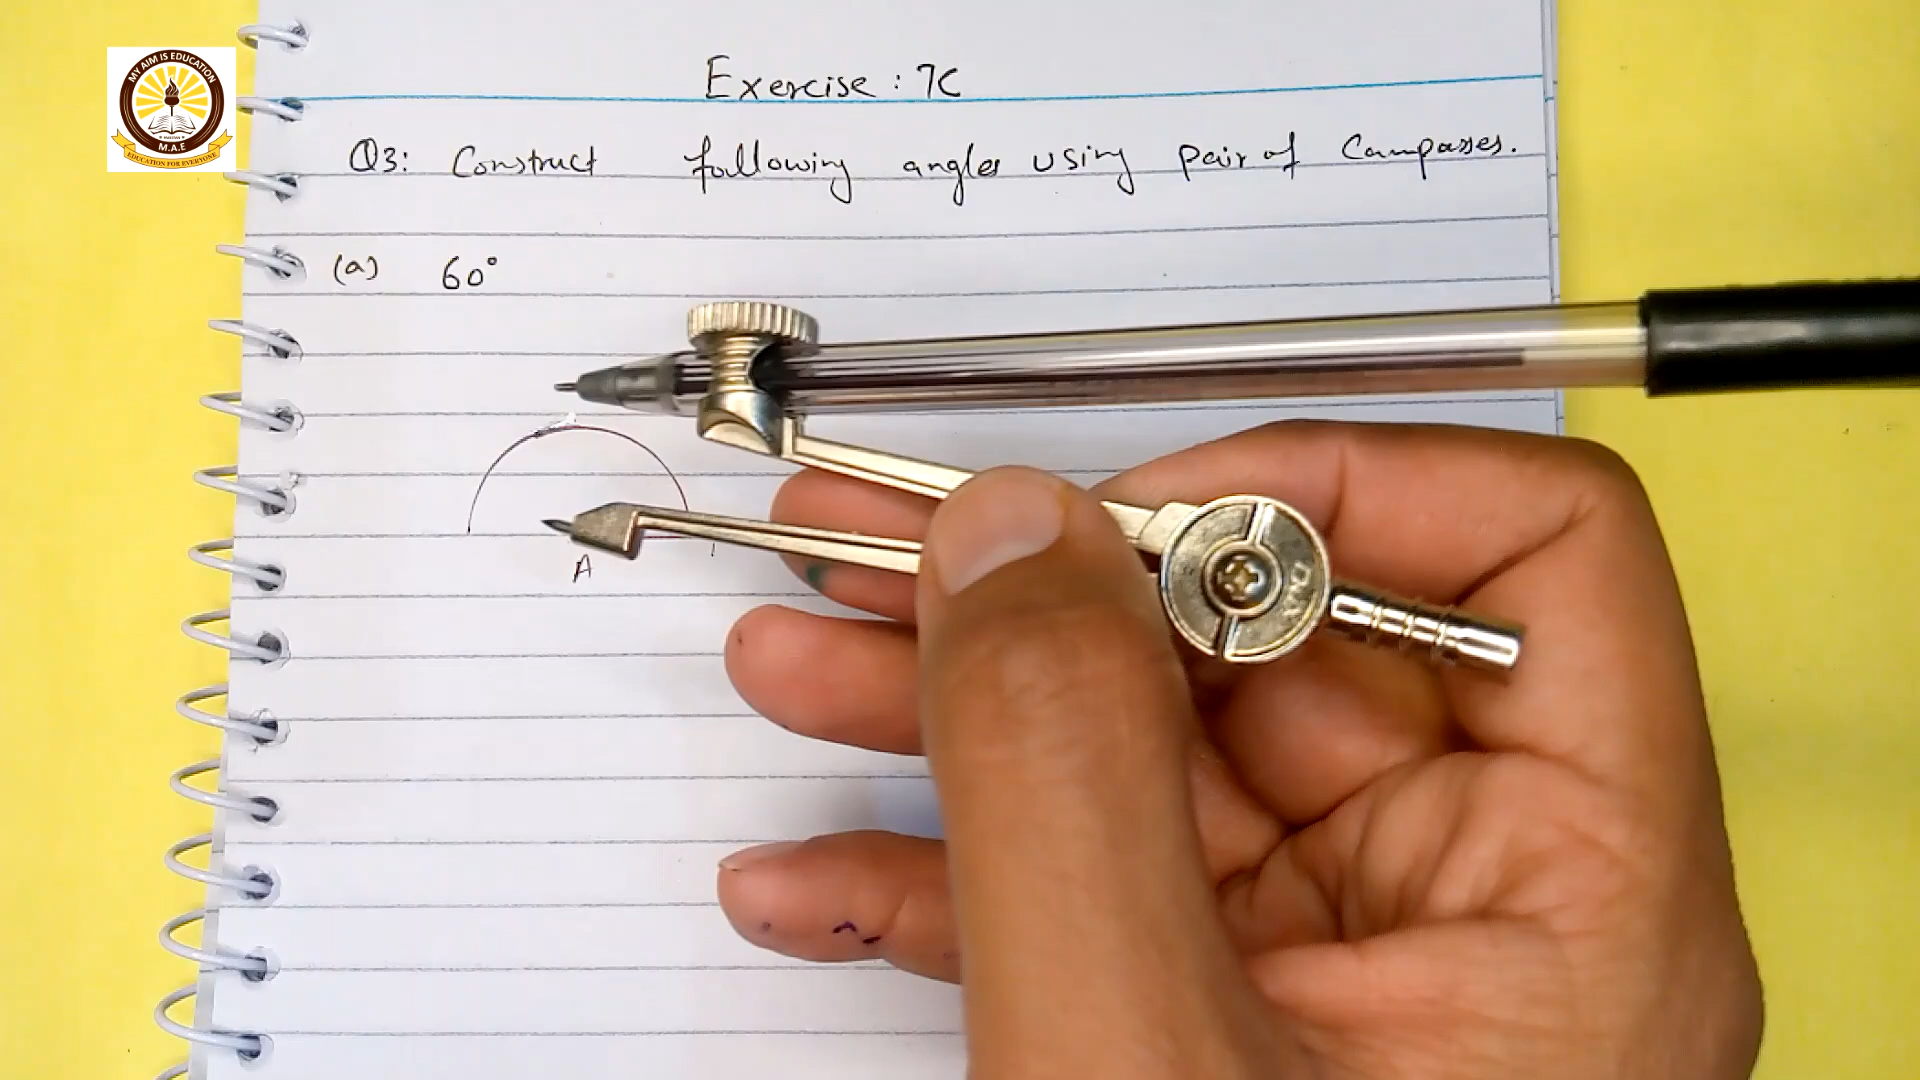 MY AIM IS EDUCATION
M.A.E
EDUCATION FOR EVERYONE
Exercise : 7C
Q3: Construct following angles using pair of Compasses.
(a) 60°
A